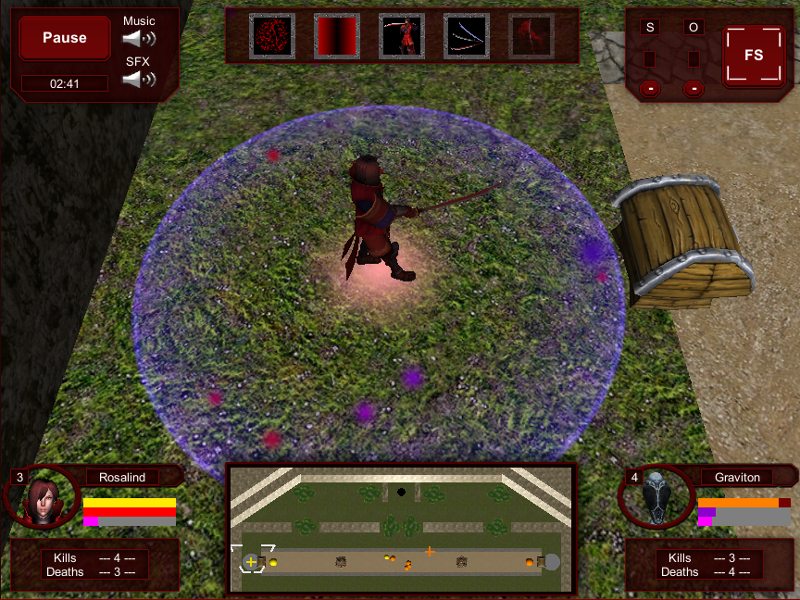 Pause
Music
SFX
02:41
S O
FS
- -
3 Rosalind
Kills --- 4 ---
Deaths --- 3 ---
4 Graviton
Kills --- 3 ---
Deaths --- 4 ---